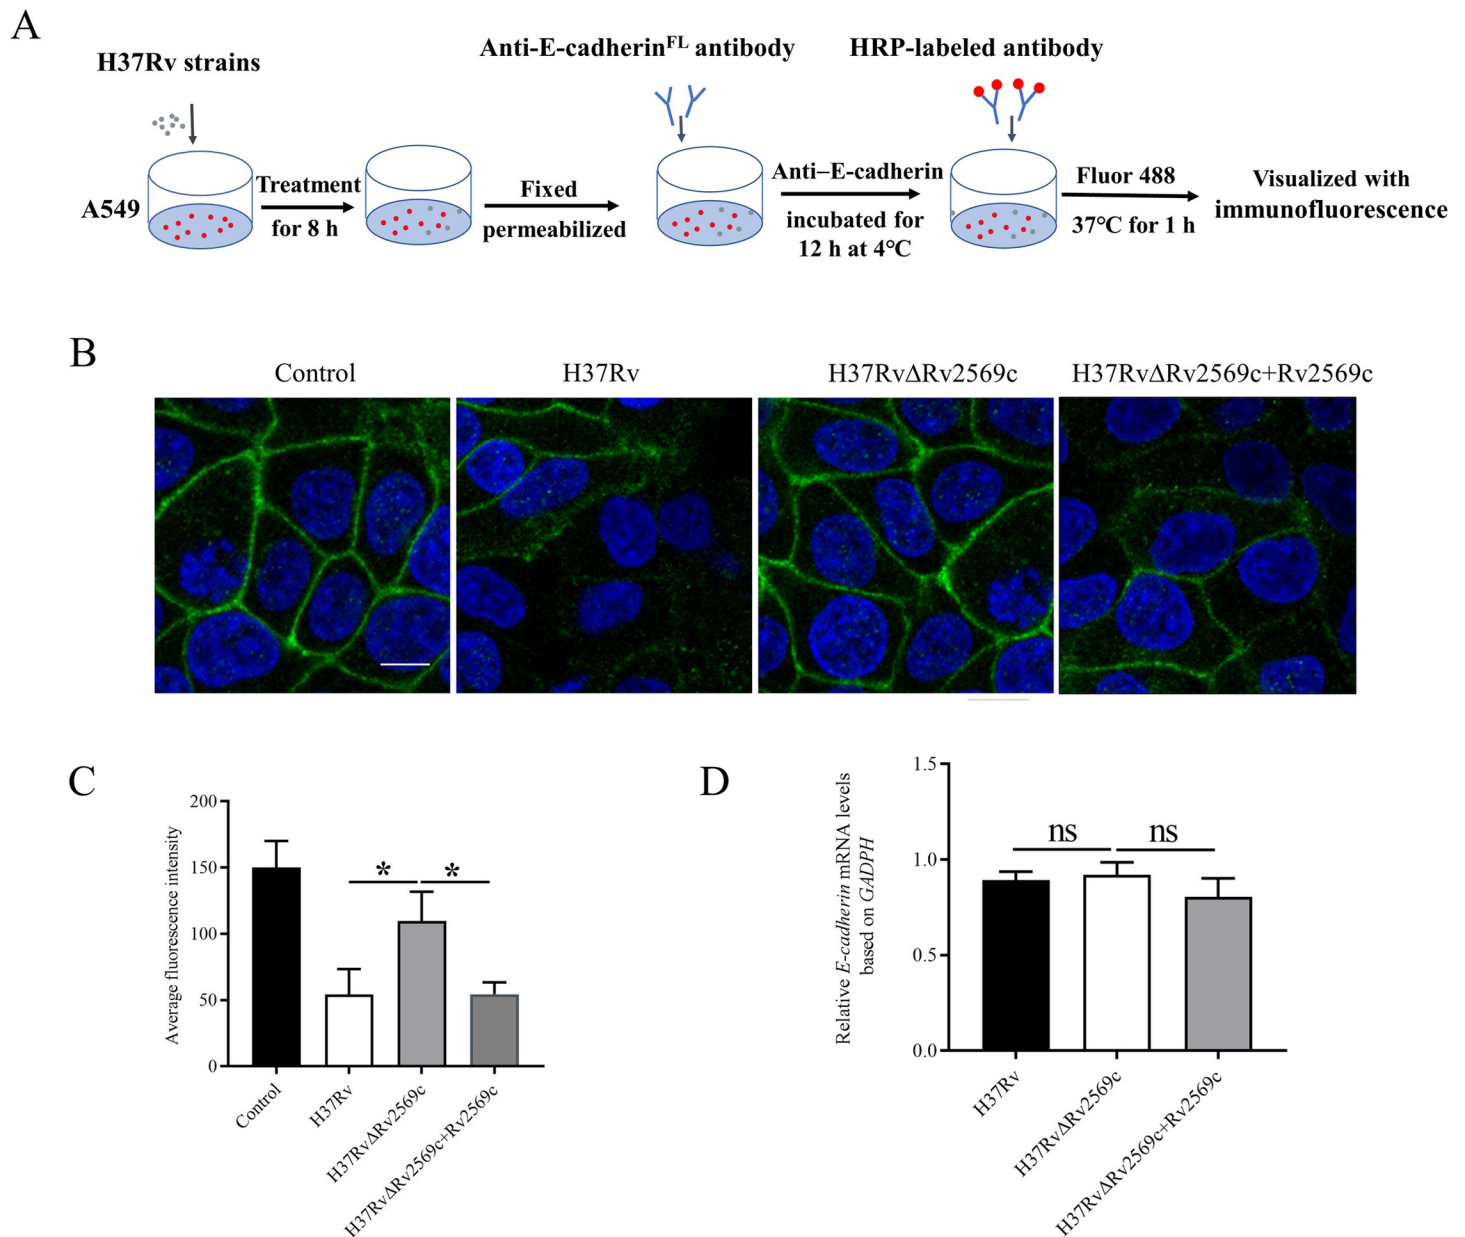 A
H37Rv strains
Anti-E-cadherinFL antibody
HRP-labeled antibody
A549
Treatment
for 8 h
Fixed
permeabilized
Anti–E-cadherin
incubated for
12 h at 4℃
Fluor 488
37℃ for 1 h
Visualized with
immunofluorescence
B
Control
H37Rv
H37RvΔRv2569c
H37RvΔRv2569c+Rv2569c
C
Average fluorescence intensity
200
150
100
50
0
*
*
Control
H37Rv
H37RvΔRv2569c
H37RvΔRv2569c+Rv2569c
D
Relative E-cadherin mRNA levels
based on GADPH
1.5
1.0
0.5
0.0
ns
ns
H37Rv
H37RvΔRv2569c
H37RvΔRv2569c+Rv2569c